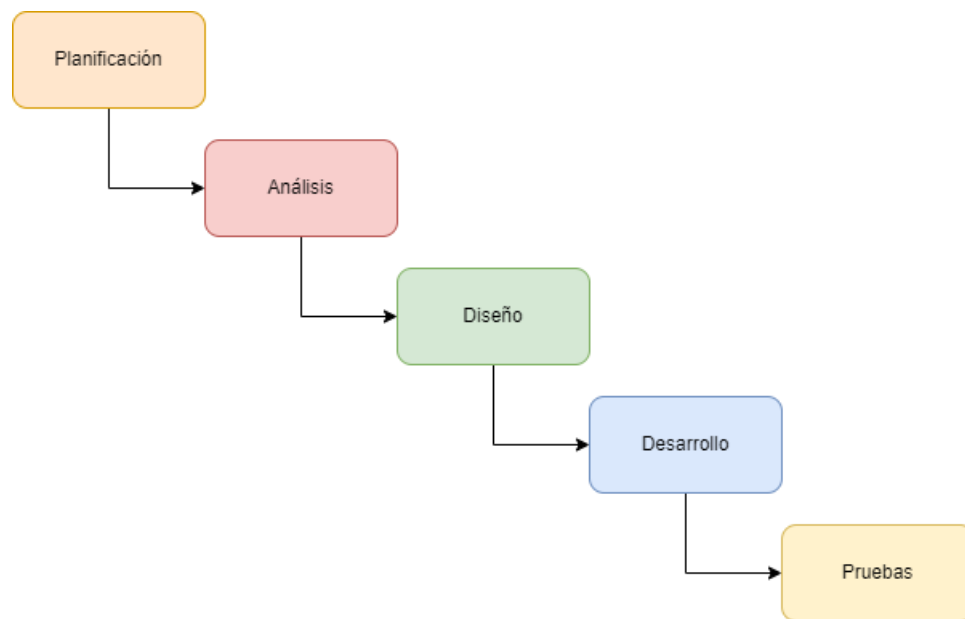 Planificación
Análisis
Diseño
Desarrollo
Pruebas